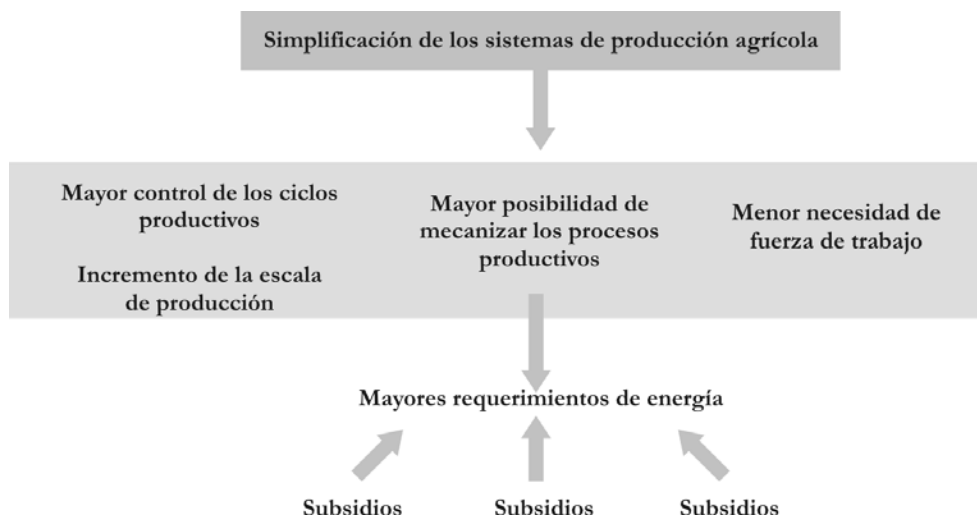 Simplificación de los sistemas de producción agrícola
Mayor control de los ciclos
productivos
Incremento de la escala
de producción
Mayor posibilidad de
mecanizar los procesos
productivos
Menor necesidad de
fuerza de trabajo
Mayores requerimientos de energía
Subsidios
Subsidios
Subsidios